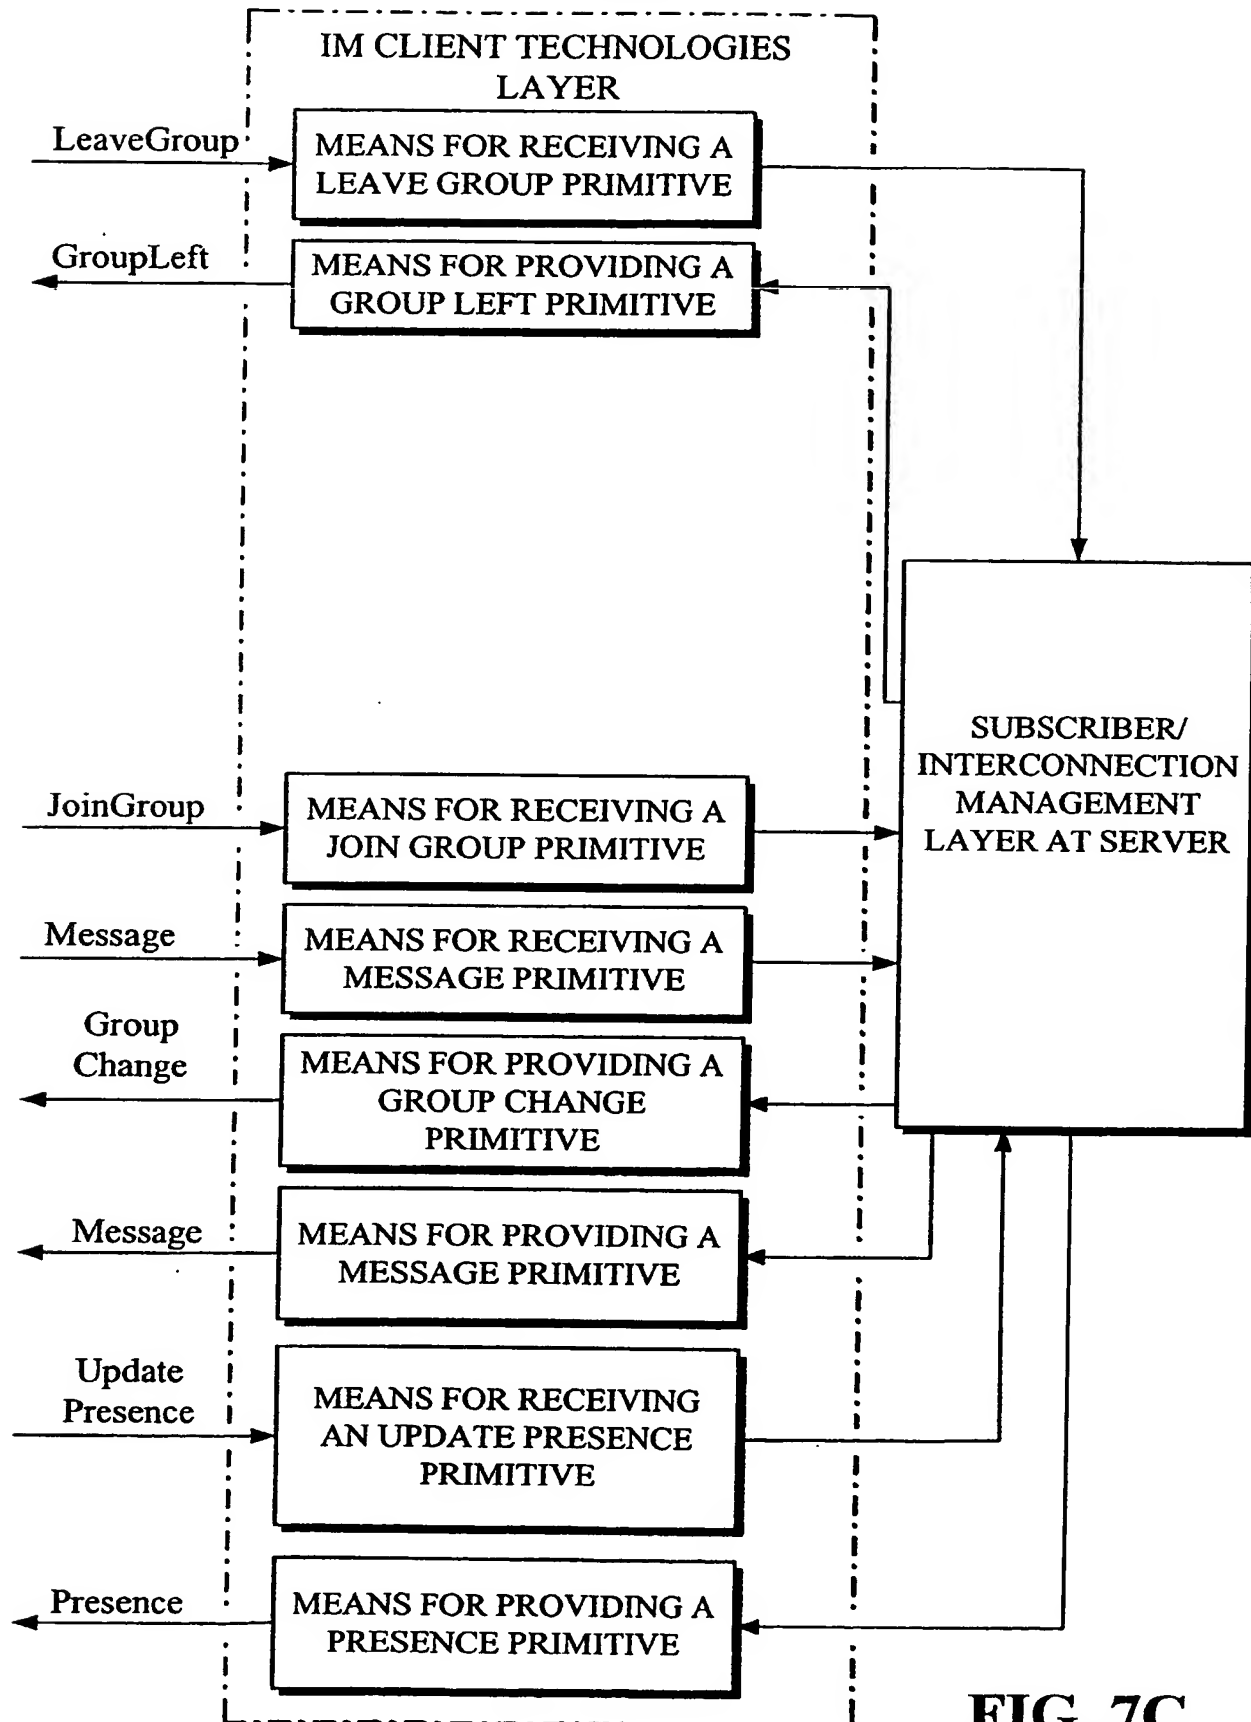 IM CLIENT TECHNOLOGIES
LAYER
LeaveGroup
MEANS FOR RECEIVING A
LEAVE GROUP PRIMITIVE
GroupLeft
MEANS FOR PROVIDING A
GROUP LEFT PRIMITIVE
SUBSCRIBER/
INTERCONNECTION
MANAGEMENT
LAYER AT SERVER
JoinGroup
MEANS FOR RECEIVING A
JOIN GROUP PRIMITIVE
Message
MEANS FOR RECEIVING A
MESSAGE PRIMITIVE
Group
Change
MEANS FOR PROVIDING A
GROUP CHANGE
PRIMITIVE
Message
MEANS FOR PROVIDING A
MESSAGE PRIMITIVE
Update
Presence
MEANS FOR RECEIVING
AN UPDATE PRESENCE
PRIMITIVE
Presence
MEANS FOR PROVIDING A
PRESENCE PRIMITIVE
FIG. 7C